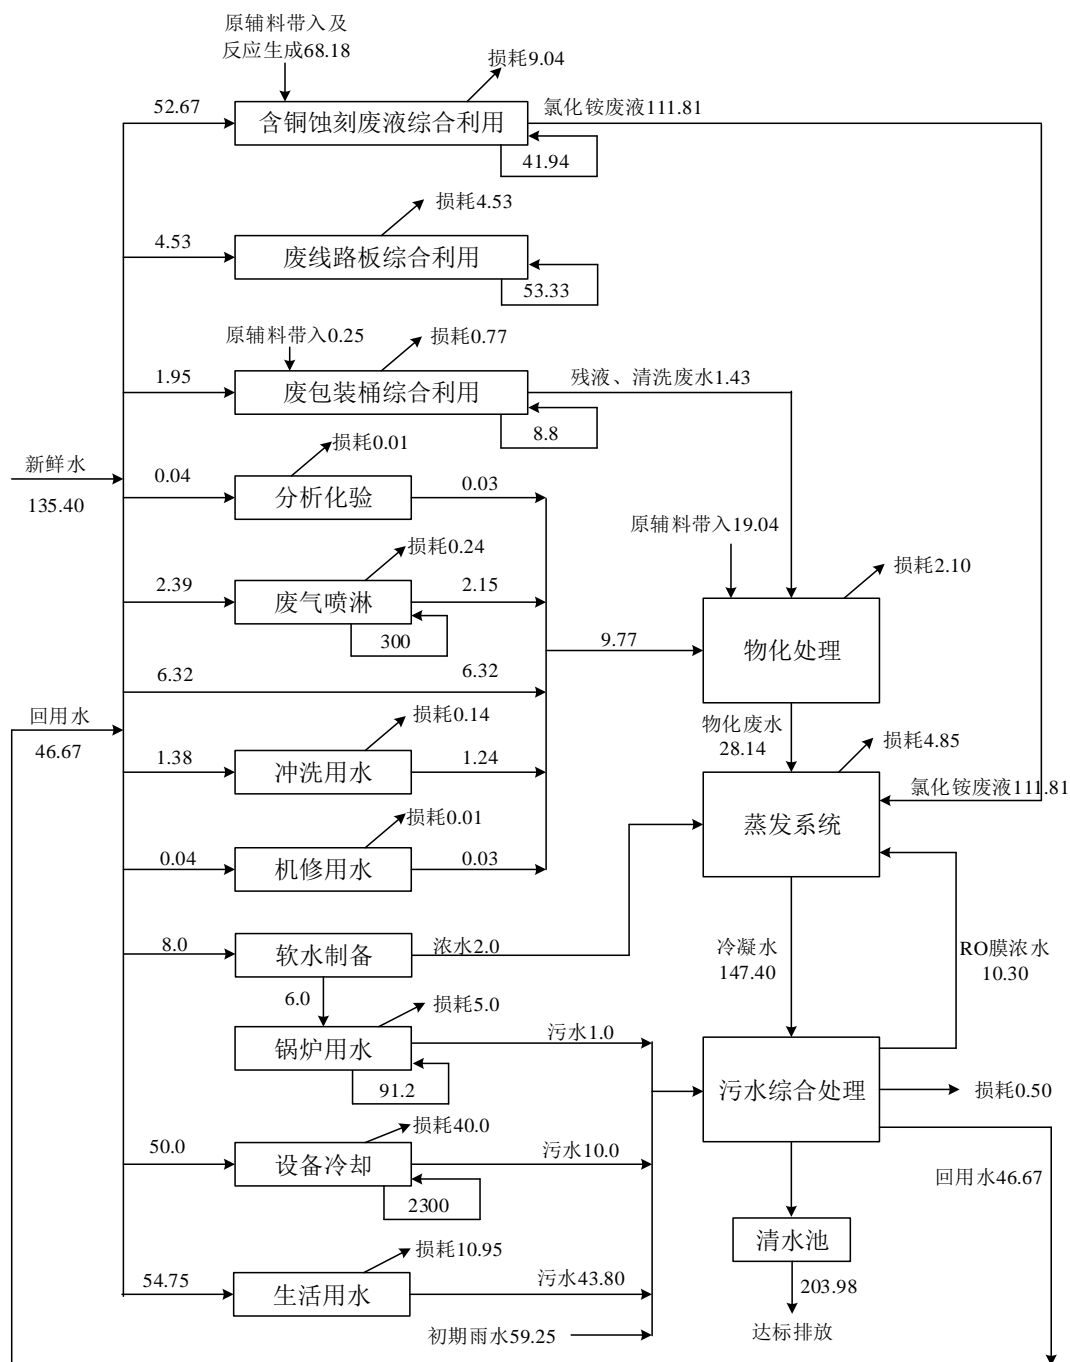 原辅料带入及
反应生成68.18
损耗9.04
52.67
含铜蚀刻废液综合利用
氯化铵废液111.81
41.94
损耗4.53
4.53
废线路板综合利用
53.33
原辅料带入0.25
损耗0.77
1.95
废包装桶综合利用
残液、清洗废水1.43
8.8
损耗0.01
新鲜水
135.40
0.04
分析化验
0.03
原辅料带入19.04
损耗0.24
损耗2.10
2.39
废气喷淋
2.15
300
9.77
物化处理
6.32
6.32
回用水
46.67
损耗0.14
物化废水
28.14
损耗4.85
1.38
冲洗用水
1.24
氯化铵废液111.81
损耗0.01
蒸发系统
0.04
机修用水
0.03
8.0
软水制备
浓水2.0
冷凝水
147.40
RO膜浓水
10.30
6.0
损耗5.0
锅炉用水
污水1.0
91.2
污水综合处理
损耗0.50
损耗40.0
50.0
设备冷却
污水10.0
回用水46.67
2300
清水池
损耗10.95
54.75
生活用水
污水43.80
203.98
初期雨水59.25
达标排放